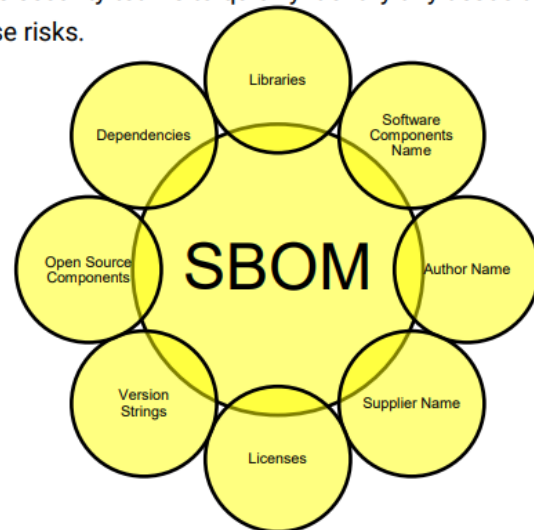 se risks.
Libraries
Dependencies
Software
Components
Name
Open Source
Components
SBOM
Author Name
Version
Strings
Supplier Name
Licenses